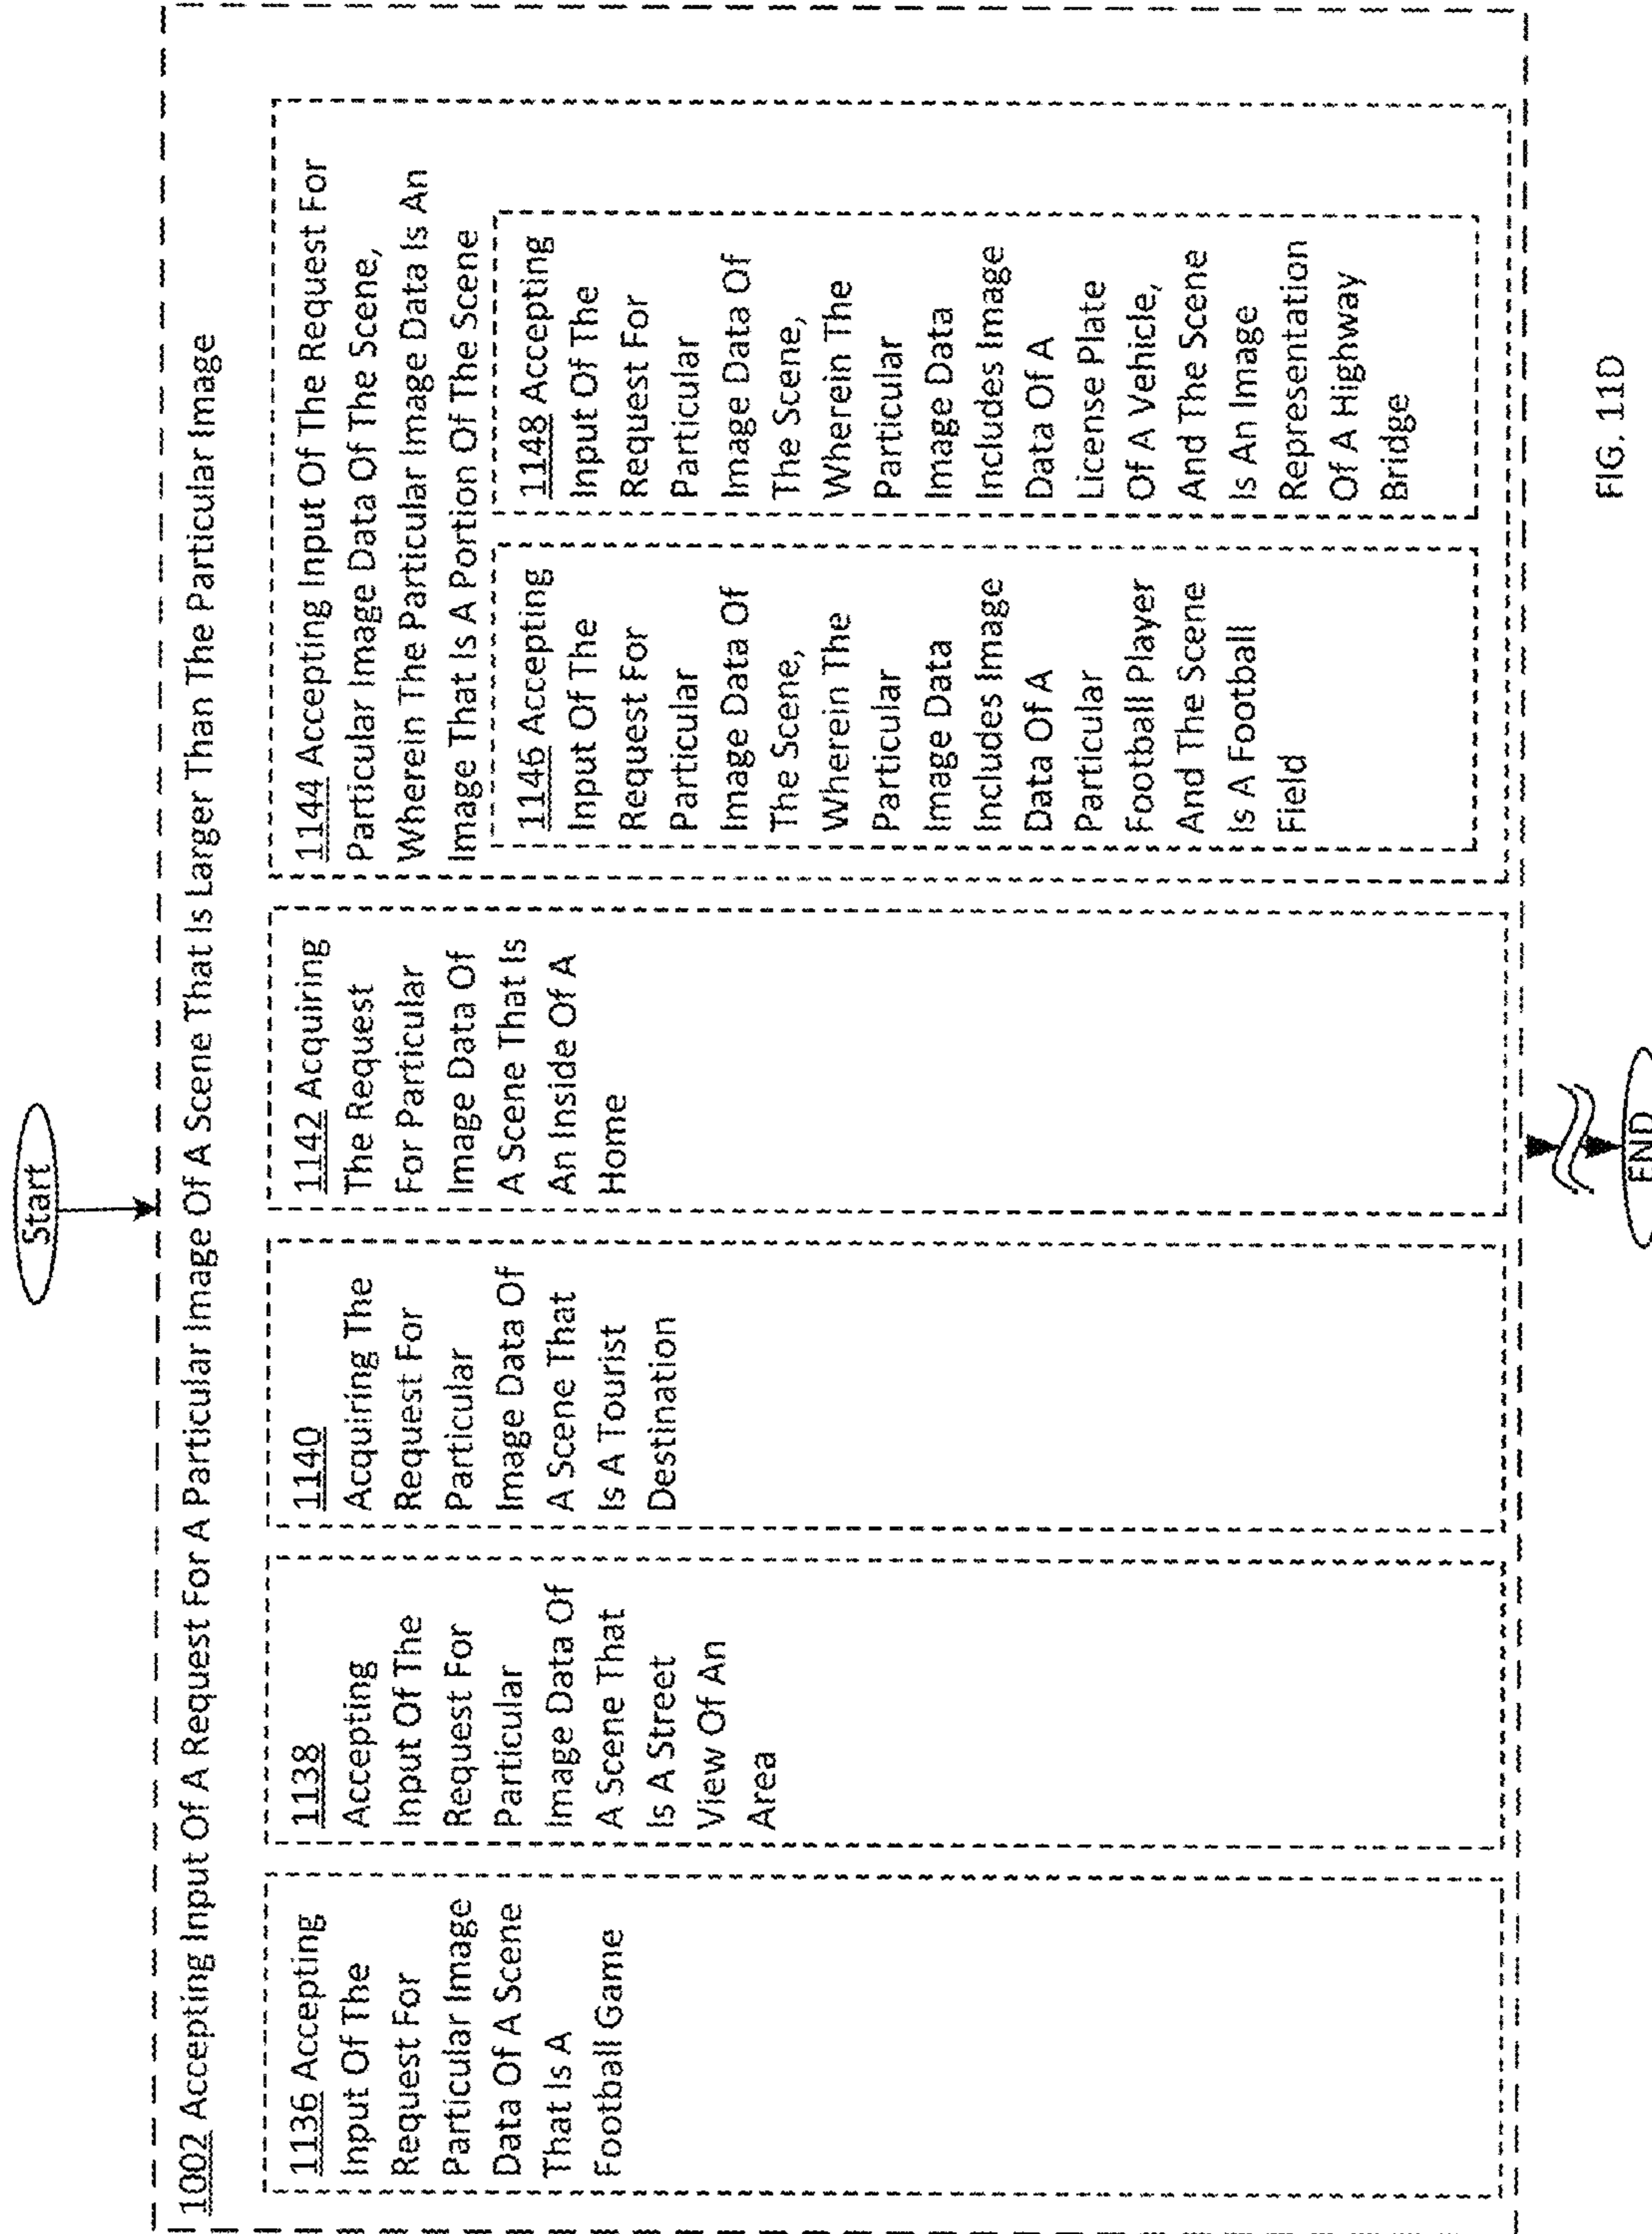 Start
1002 Accepting Input Of A Request For A Particular Image Of A Scene That Is Larger Than The Particular Image
1136 Accepting
Input Of The
Request For
Particular Image
Data Of A Scene
That Is A
Football Game
1138
Accepting
Input Of The
Request For
Particular
Image Data Of
A Scene That
Is A Street
View Of An
Area
1140
Acquiring The
Request For
Particular
Image Data Of
A Scene That
Is A Tourist
Destination
1142 Acquiring
The Request
For Particular
Image Data Of
A Scene That Is
An Inside Of A
Home
1144 Accepting Input Of The Request For
Particular Image Data Of The Scene,
Wherein The Particular Image Data Is An
Image That Is A Portion Of The Scene
1146 Accepting
Input Of The
Request For
Particular
Image Data Of
The Scene,
Wherein The
Particular
Image Data
Includes Image
Data Of A
Particular
Football Player
And The Scene
Is A Football
Field
1148 Accepting
Input Of The
Request For
Particular
Image Data Of
The Scene,
Wherein The
Particular
Image Data
Includes Image
Data Of A
License Plate
Of A Vehicle,
And The Scene
Is An Image
Representation
Of A Highway
Bridge
END
FIG. 11D